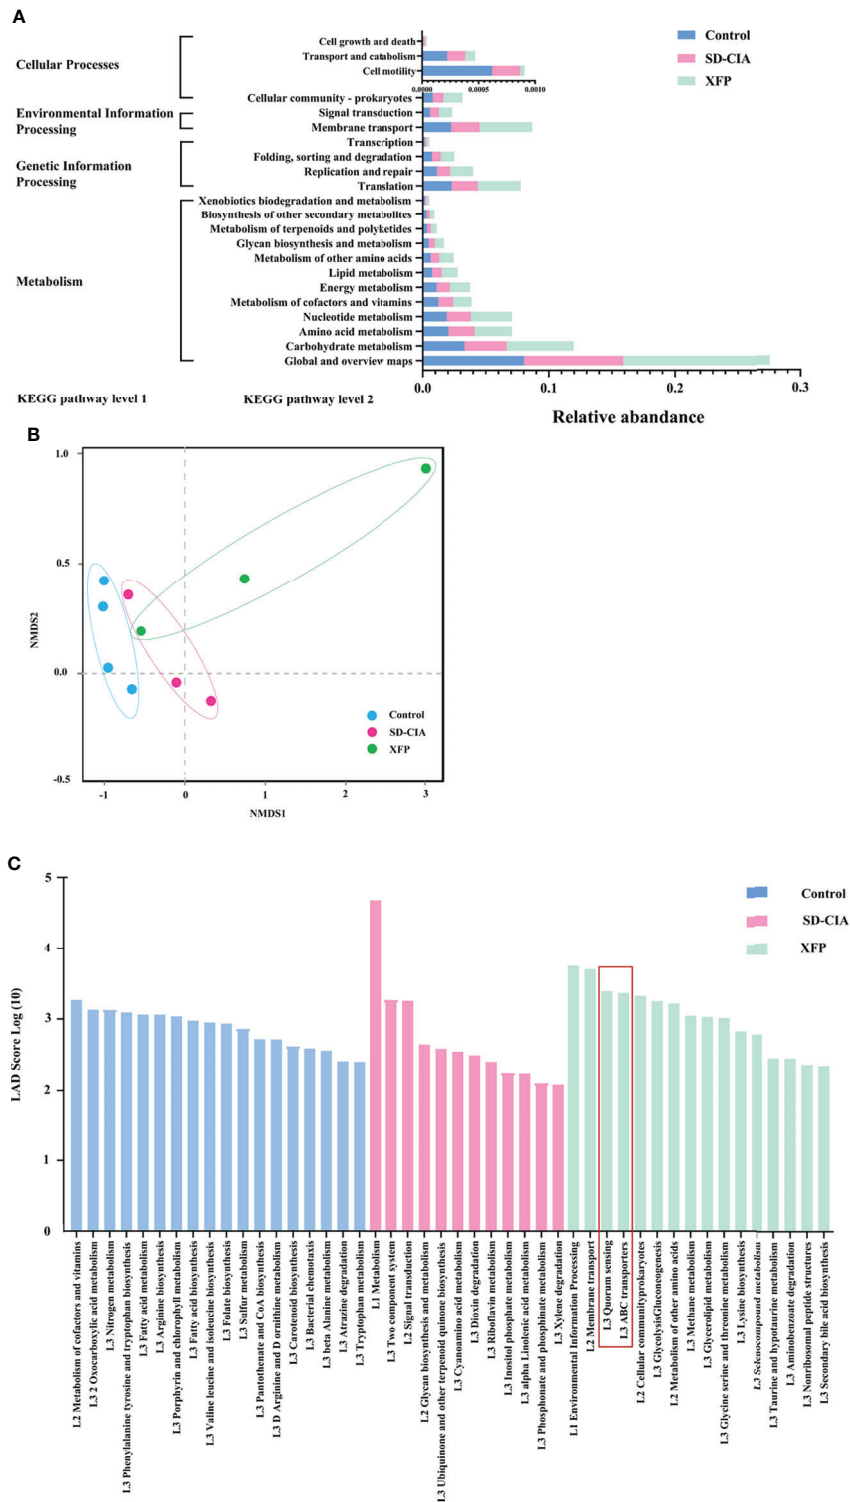 A
Cell growth and death
Transport and catabolism
Cell motility
Cellular Processes
0.0000 0.0005 0.0010
Control
SD-CIA
XFP
Cellular community - prokaryotes
Environmental Information
Processing
Signal transduction
Membrane transport
Genetic Information
Processing
Transcription
Folding, sorting and degradation
Replication and repair
Translation
Metabolism
Xenobiotics biodegradation and metabolism
Biosynthesis of other secondary metabolites
Metabolism of terpenoids and polyketides
Glycan biosynthesis and metabolism
Metabolism of other amino acids
Lipid metabolism
Energy metabolism
Metabolism of cofactors and vitamins
Nucleotide metabolism
Amino acid metabolism
Carbohydrate metabolism
Global and overview maps
0.0 0.1 0.2 0.3
KEGG pathway level 1
KEGG pathway level 2
Relative abandance
B
1.0
0.5
0.0
-0.5
NMDS2
Control
SD-CIA
XFP
-1 0 1 2 3
NMDS1
C
5
4
3
2
1
0
LAD Score Log (10)
Control
SD-CIA
XFP
L2 Metabolism of cofactors and vitamins
L3 2 Oxocarboxylic acid metabolism
L3 Nitrogen metabolism
L3 Phenylalanine tyrosine and tryptophan biosynthesis
L3 Fatty acid metabolism
L3 Arginine biosynthesis
L3 Porphyrin and chlorophyll metabolism
L3 Fatty acid biosynthesis
L3 Valine leucine and isoleucine biosynthesis
L3 Folate biosynthesis
L3 Sulfur metabolism
L3 Pantothenate and CoA biosynthesis
L3 D Arginine and D ornithine metabolism
L3 Carotenoid biosynthesis
L3 Bacterial chemotaxis
L3 beta Alanine metabolism
L3 Atrazine degradation
L3 Tryptophan metabolism
L1 Metabolism
L3 Two component system
L2 Signal transduction
L2 Glycan biosynthesis and metabolism
L3 Ubiquinone and other terpenoid quinone biosynthesis
L3 Cyanoamino acid metabolism
L3 Dioxin degradation
L3 Riboflavin metabolism
L3 Inositol phosphate metabolism
L3 alpha Linolenic acid metabolism
L3 Phosphonate and phosphinate metabolism
L3 Xylene degradation
L1 Environmental Information Processing
L2 Membrane transport
L3 Quorum sensing
L3 ABC transporters
L2 Cellular communityprokaryotes
L3 GlycolysisGluconeogenesis
L2 Metabolism of other amino acids
L3 Methane metabolism
L3 Glycerolipid metabolism
L3 Glycine serine and threonine metabolism
L3 Lysine biosynthesis
L3 Selenocompound metabolism
L3 Taurine and hypotaurine metabolism
L3 Aminobenzoate degradation
L3 Nonribosomal peptide structures
L3 Secondary bile acid biosynthesis